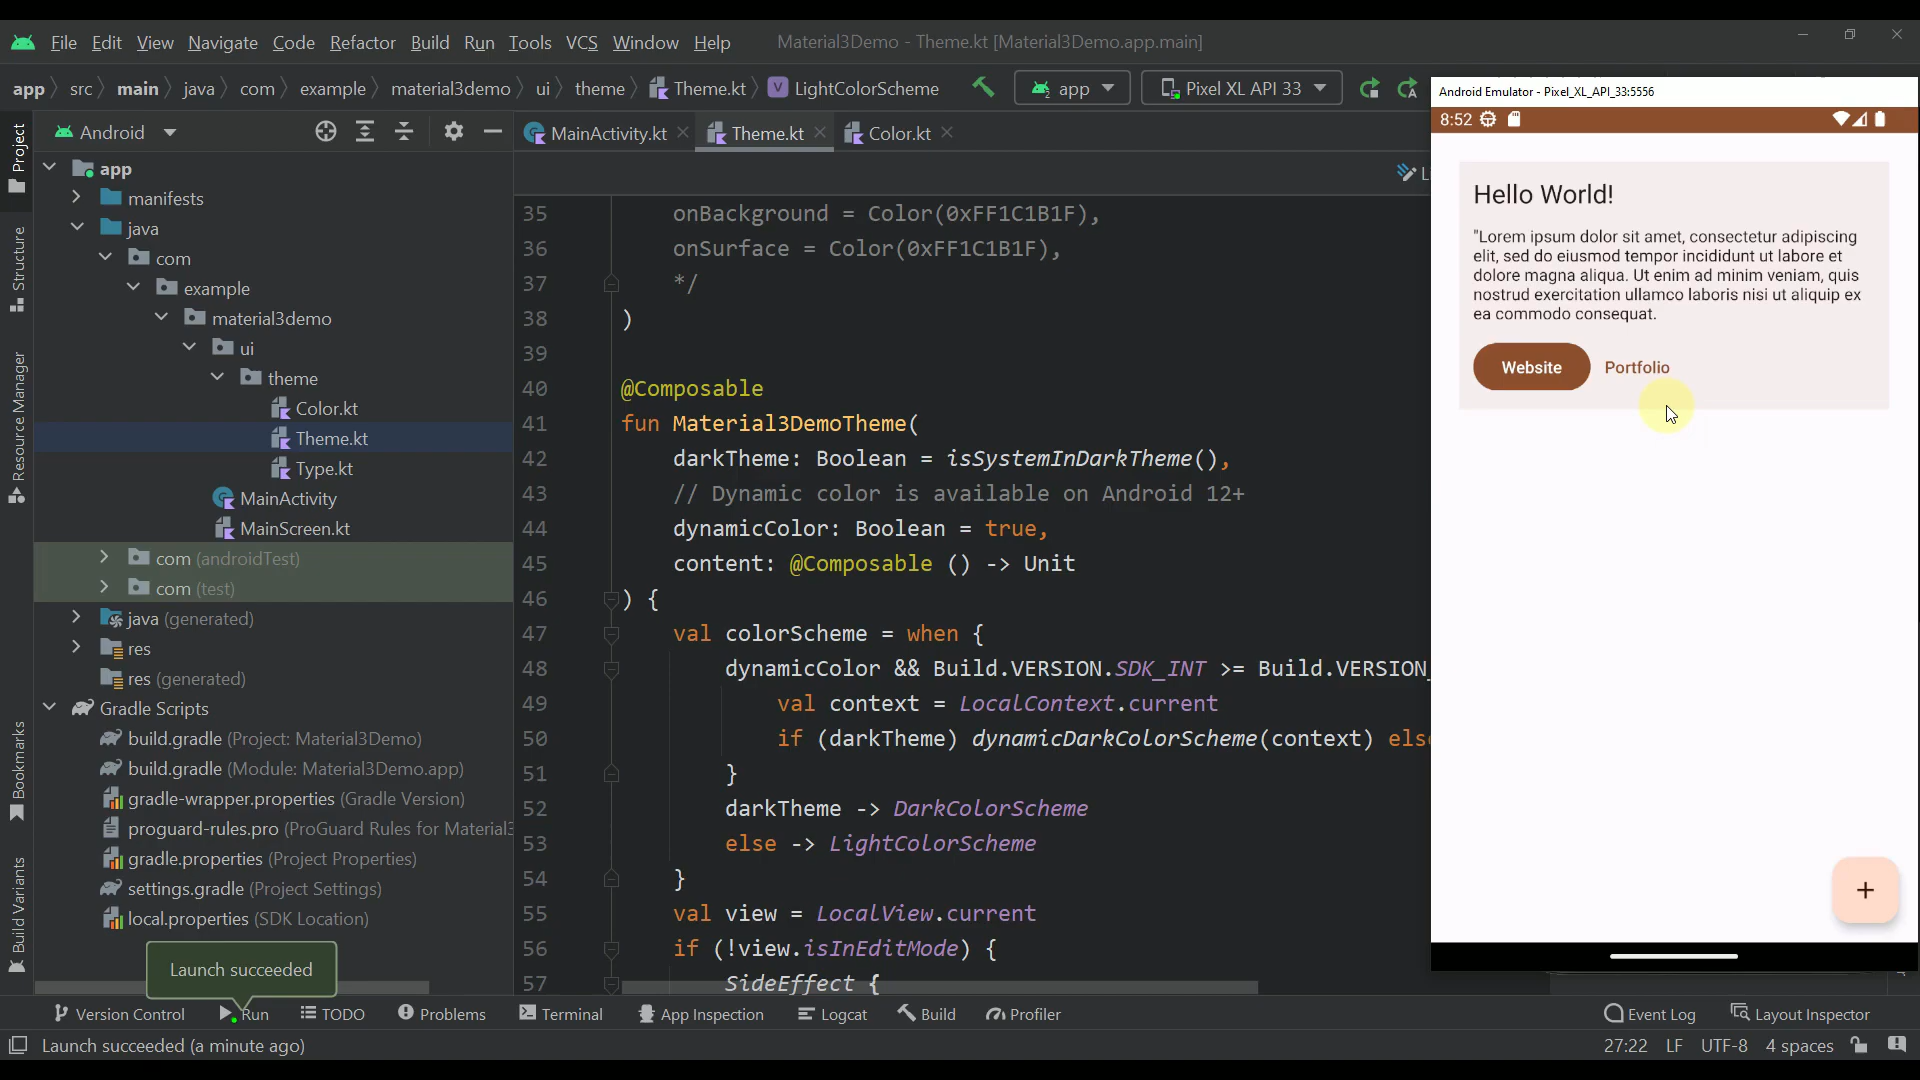 File Edit View Navigate Code Refactor Build Run Tools VCS Window Help Material3Demo - Theme.kt [Material3Demo.app.main]
app src main java com example material3demo ui theme Theme.kt LightColorScheme app Pixel XL API 33
Android
MainActivity.kt Theme.kt Color.kt
Project
Structure
Resource Manager
Bookmarks
Build Variants
app
manifests
java
com
example
material3demo
ui
theme
Color.kt
Theme.kt
Type.kt
MainActivity
MainScreen.kt
com (androidTest)
com (test)
java (generated)
res
res (generated)
Gradle Scripts
build.gradle (Project: Material3Demo)
build.gradle (Module: Material3Demo.app)
gradle-wrapper.properties (Gradle Version)
proguard-rules.pro (ProGuard Rules for Material3
gradle.properties (Project Properties)
settings.gradle (Project Settings)
local.properties (SDK Location)
Launch succeeded
35 onBackground = Color(0xFF1C1B1F),
36 onSurface = Color(0xFF1C1B1F),
37 */
38 )
39
40 @Composable
41 fun Material3DemoTheme(
42 darkTheme: Boolean = isSystemInDarkTheme(),
43 // Dynamic color is available on Android 12+
44 dynamicColor: Boolean = true,
45 content: @Composable () -> Unit
46 ) {
47 val colorScheme = when {
48 dynamicColor && Build.VERSION.SDK_INT >= Build.VERSION_
49 val context = LocalContext.current
50 if (darkTheme) dynamicDarkColorScheme(context) els
51 }
52 darkTheme -> DarkColorScheme
53 else -> LightColorScheme
54 }
55 val view = LocalView.current
56 if (!view.isInEditMode) {
57 SideEffect {
Android Emulator - Pixel_XL_API_33:5556
8:52
Hello World!
"Lorem ipsum dolor sit amet, consectetur adipiscing
elit, sed do eiusmod tempor incididunt ut labore et
dolore magna aliqua. Ut enim ad minim veniam, quis
nostrud exercitation ullamco laboris nisi ut aliquip ex
ea commodo consequat.
Website Portfolio
+
Version Control Run TODO Problems Terminal App Inspection Logcat Build Profiler Event Log Layout Inspector
Launch succeeded (a minute ago) 27:22 LF UTF-8 4 spaces